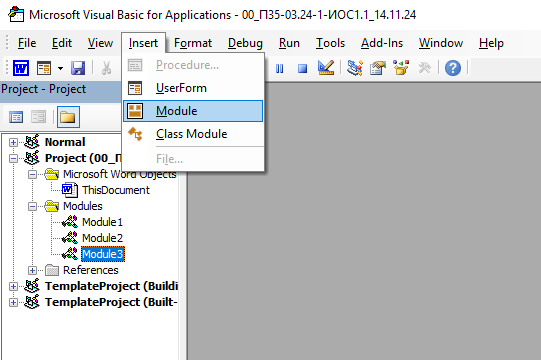 Microsoft Visual Basic for Applications - 00_ПЗ5-03.24-1-ИОС1.1_14.11.24
File Edit View Insert Format Debug Run Tools Add-Ins Window Help
Project - Project
Procedure...
UserForm
Module
Class Module
File...
Normal
Project (00_П
Microsoft Word Objects
ThisDocument
Modules
Module1
Module2
Module3
References
TemplateProject (Buildi
TemplateProject (Built-